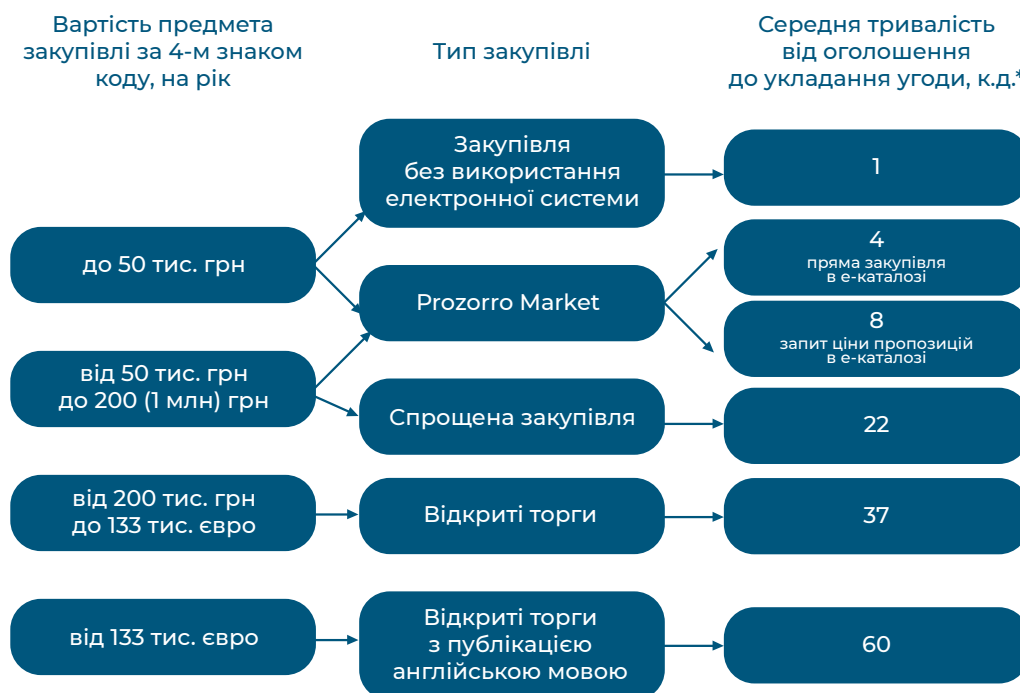 Вартість предмета
закупівлі за 4-м знаком
коду, на рік
Тип закупівлі
Середня тривалість
від оголошення
до укладання угоди, к.д.*
до 50 тис. грн
від 50 тис. грн
до 200 (1 млн) грн
від 200 тис. грн
до 133 тис. євро
від 133 тис. євро
Закупівля
без використання
електронної системи
Prozorro Market
Спрощена закупівля
Відкриті торги
Відкриті торги
з публікацією
англійською мовою
1
4
пряма закупівля
в е-каталозі
8
запит ціни пропозицій
в е-каталозі
22
37
60